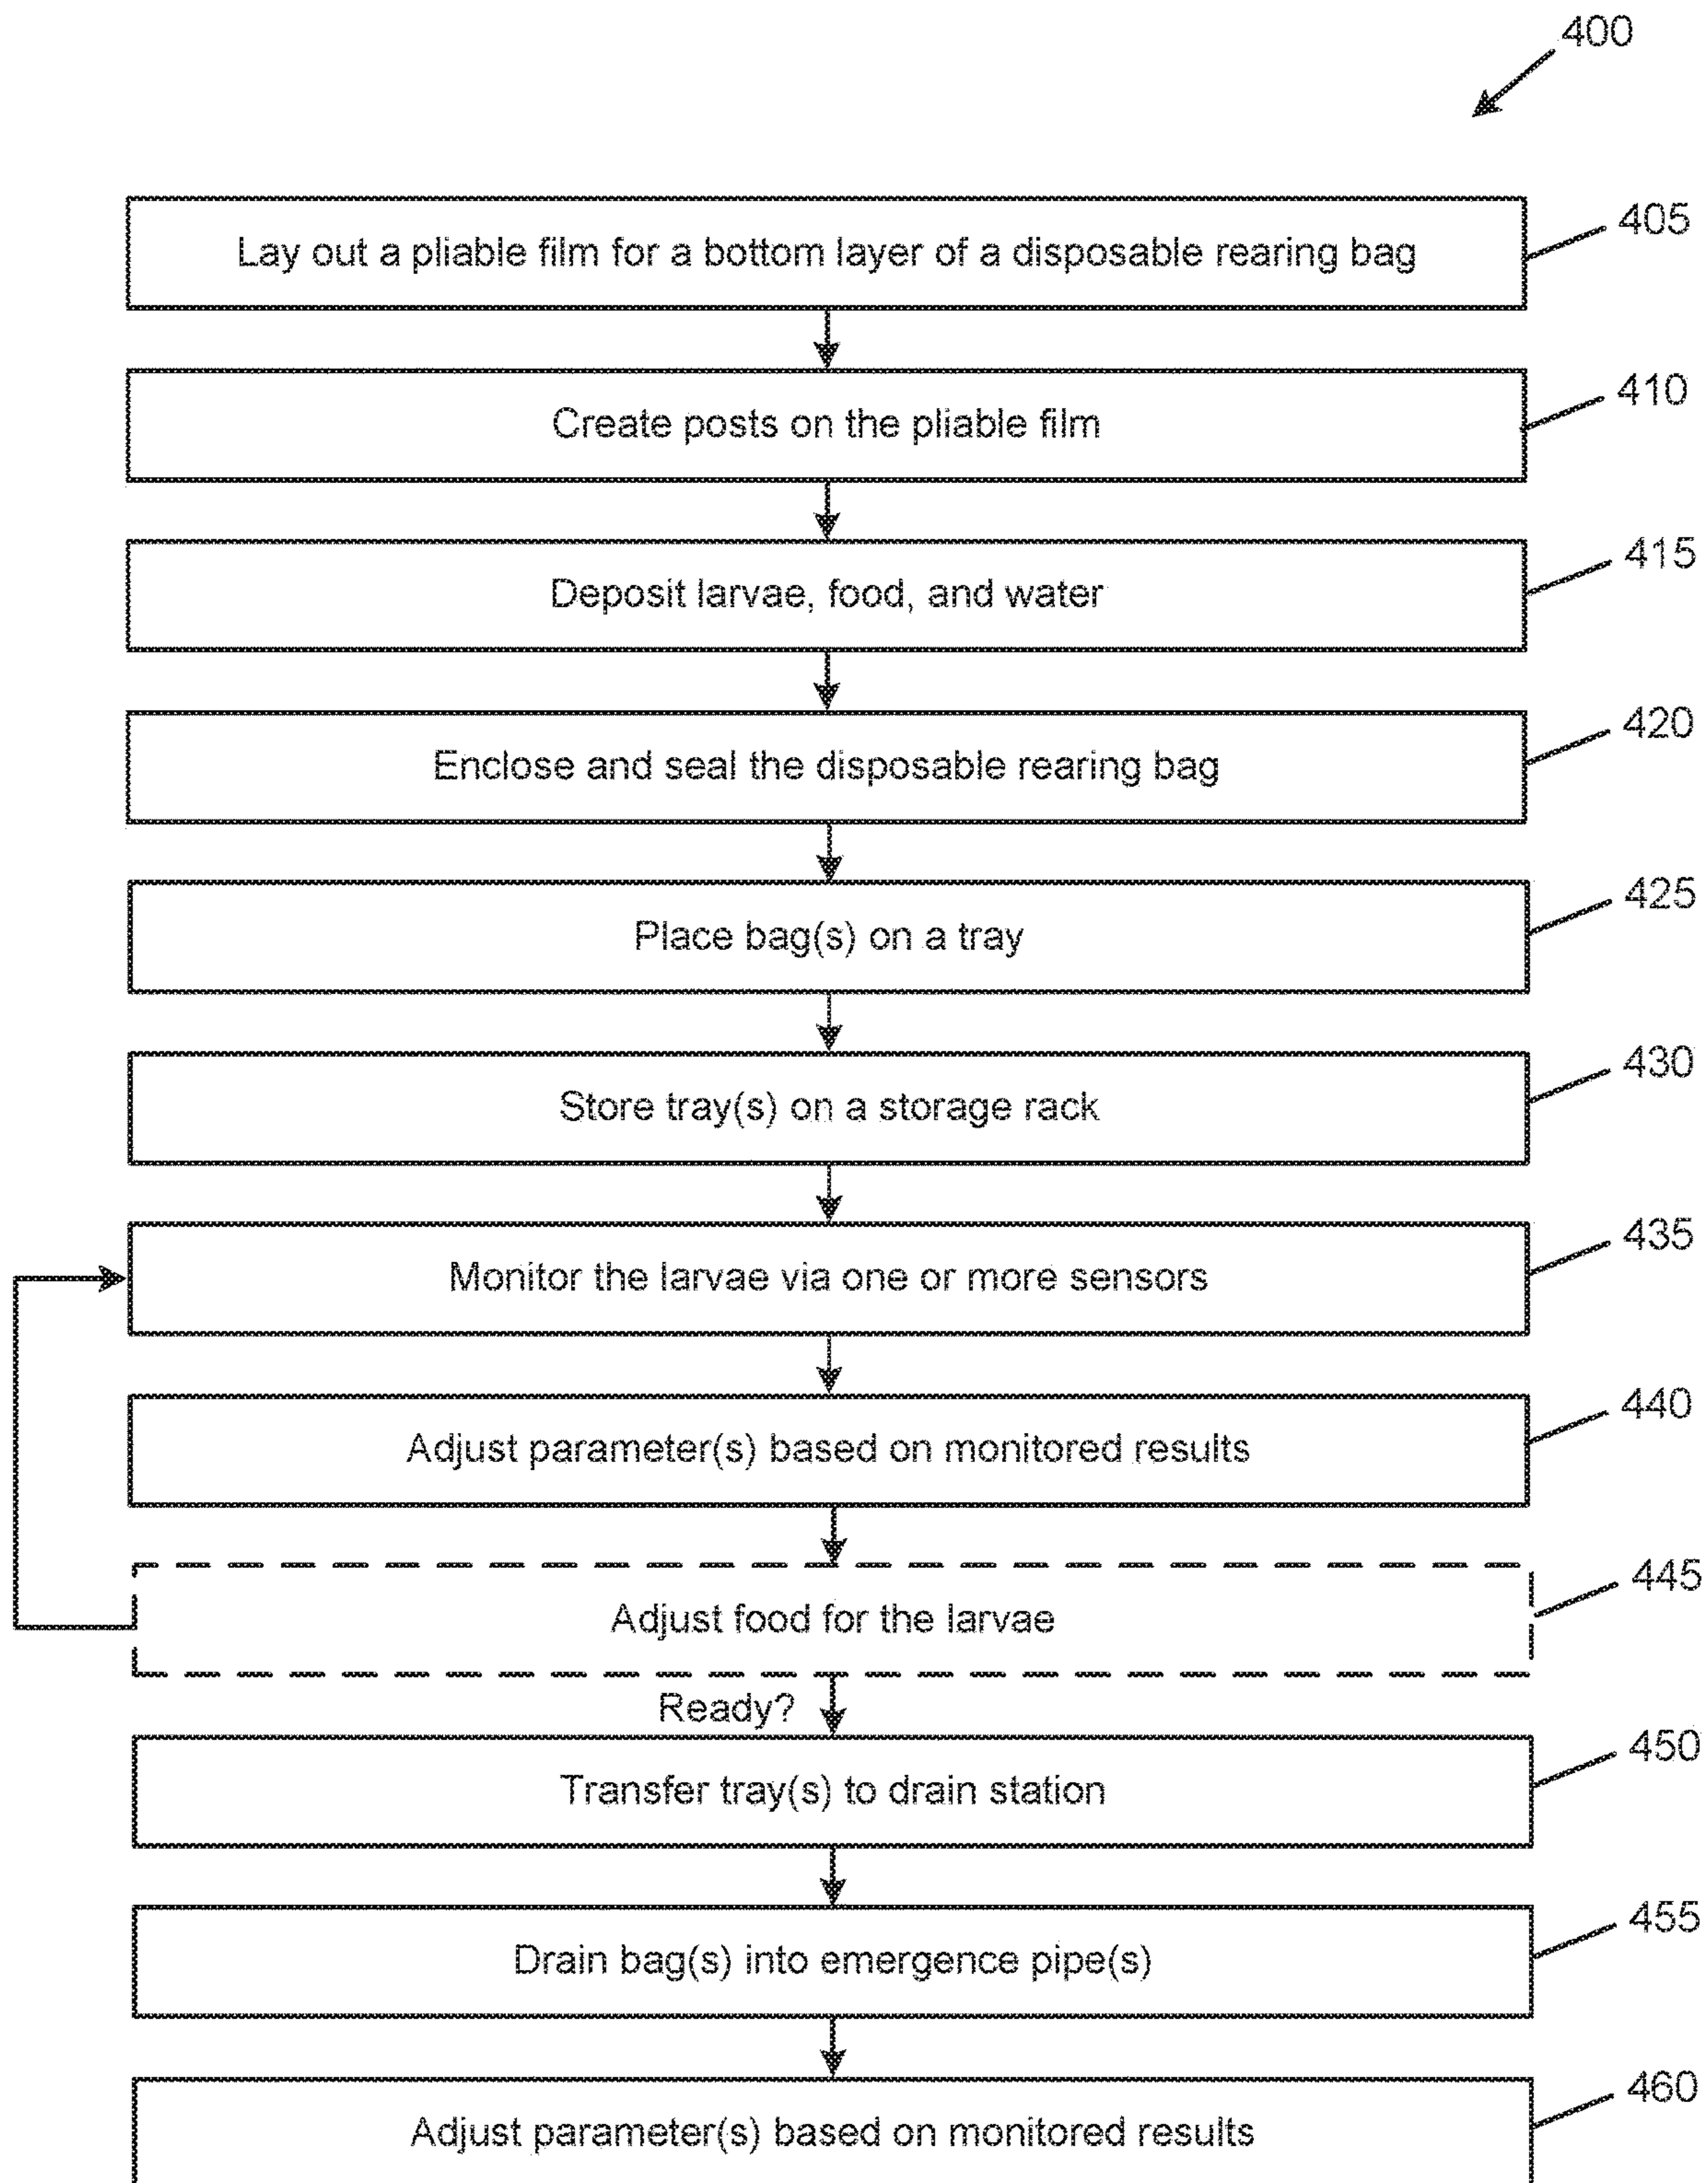 400
Lay out a pliable film for a bottom layer of a disposable rearing bag
405
Create posts on the pliable film
410
Deposit larvae, food, and water
415
Enclose and seal the disposable rearing bag
420
Place bag(s) on a tray
425
Store tray(s) on a storage rack
430
Monitor the larvae via one or more sensors
435
Adjust parameter(s) based on monitored results
440
Adjust food for the larvae
445
Ready?
Transfer tray(s) to drain station
450
Drain bag(s) into emergence pipe(s)
455
Adjust parameter(s) based on monitored results
460